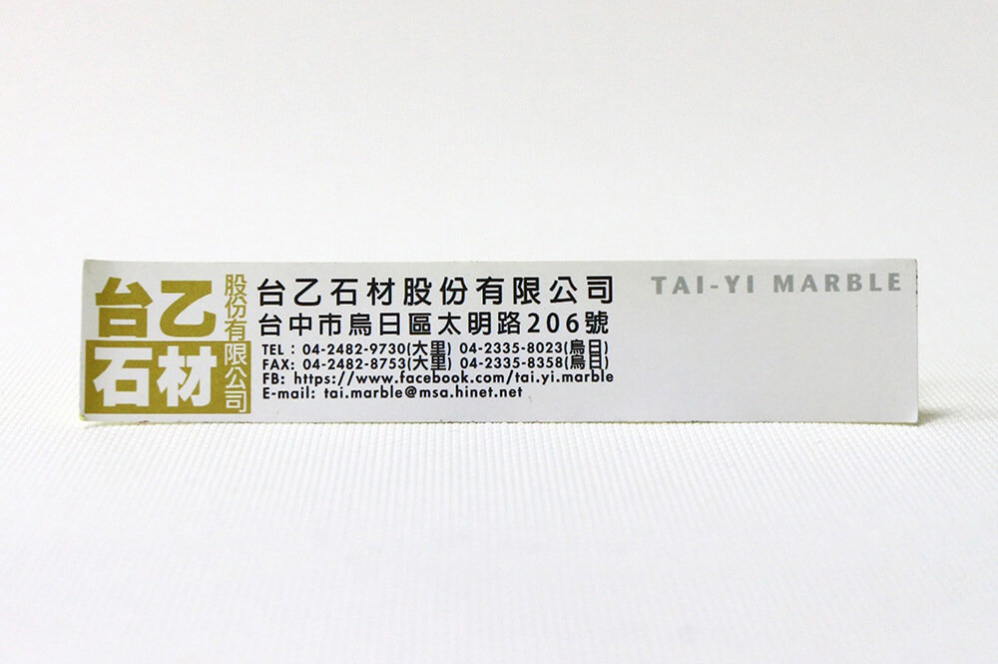 台乙
石材
股份有限公司
台乙石材股份有限公司
台中市烏日區太明路206號
TEL：04-2482-9730(大里) 04-2335-8023(烏日)
FAX: 04-2482-8753(大里) 04-2335-8358(烏日)
FB: https://www.facebook.com/tai.yi.marble
E-mail: tai.marble@msa.hinet.net
TAI-YI MARBLE